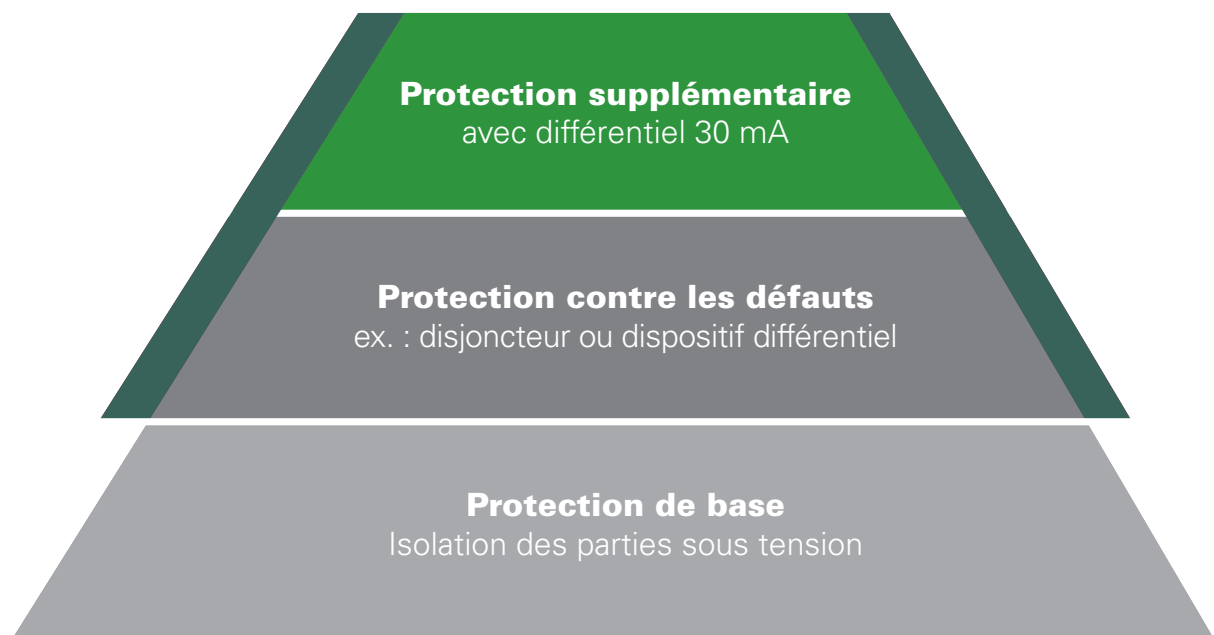 Protection supplémentaire
avec différentiel 30 mA
Protection contre les défauts
ex. : disjoncteur ou dispositif différentiel
Protection de base
Isolation des parties sous tension